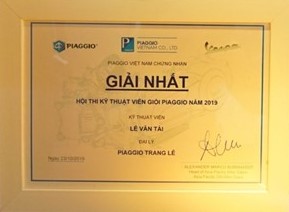 PIAGGIO
P PIAGGIO VIETNAM CO., LTD
Vespa
PIAGGIO VIỆT NAM CHỨNG NHẬN
GIẢI NHẤT
HỘI THI KỸ THUẬT VIÊN GIỎI PIAGGIO NĂM 2019
KỸ THUẬT VIÊN
LÊ VĂN TÀI
ĐẠI LÝ
PIAGGIO TRANG LÊ